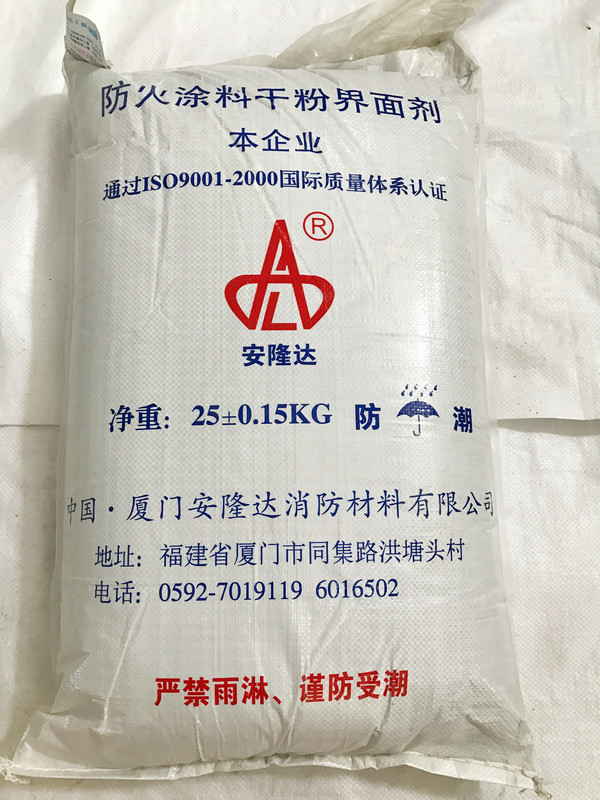 防火涂料干粉界面剂
本企业
通过ISO9001-2000国际质量体系认证
®
安隆达
净重：25±0.15KG 防 潮
中国·厦门安隆达消防材料有限公司
地址：福建省厦门市同集路洪塘头村
电话：0592-7019119 6016502
严禁雨淋、谨防受潮